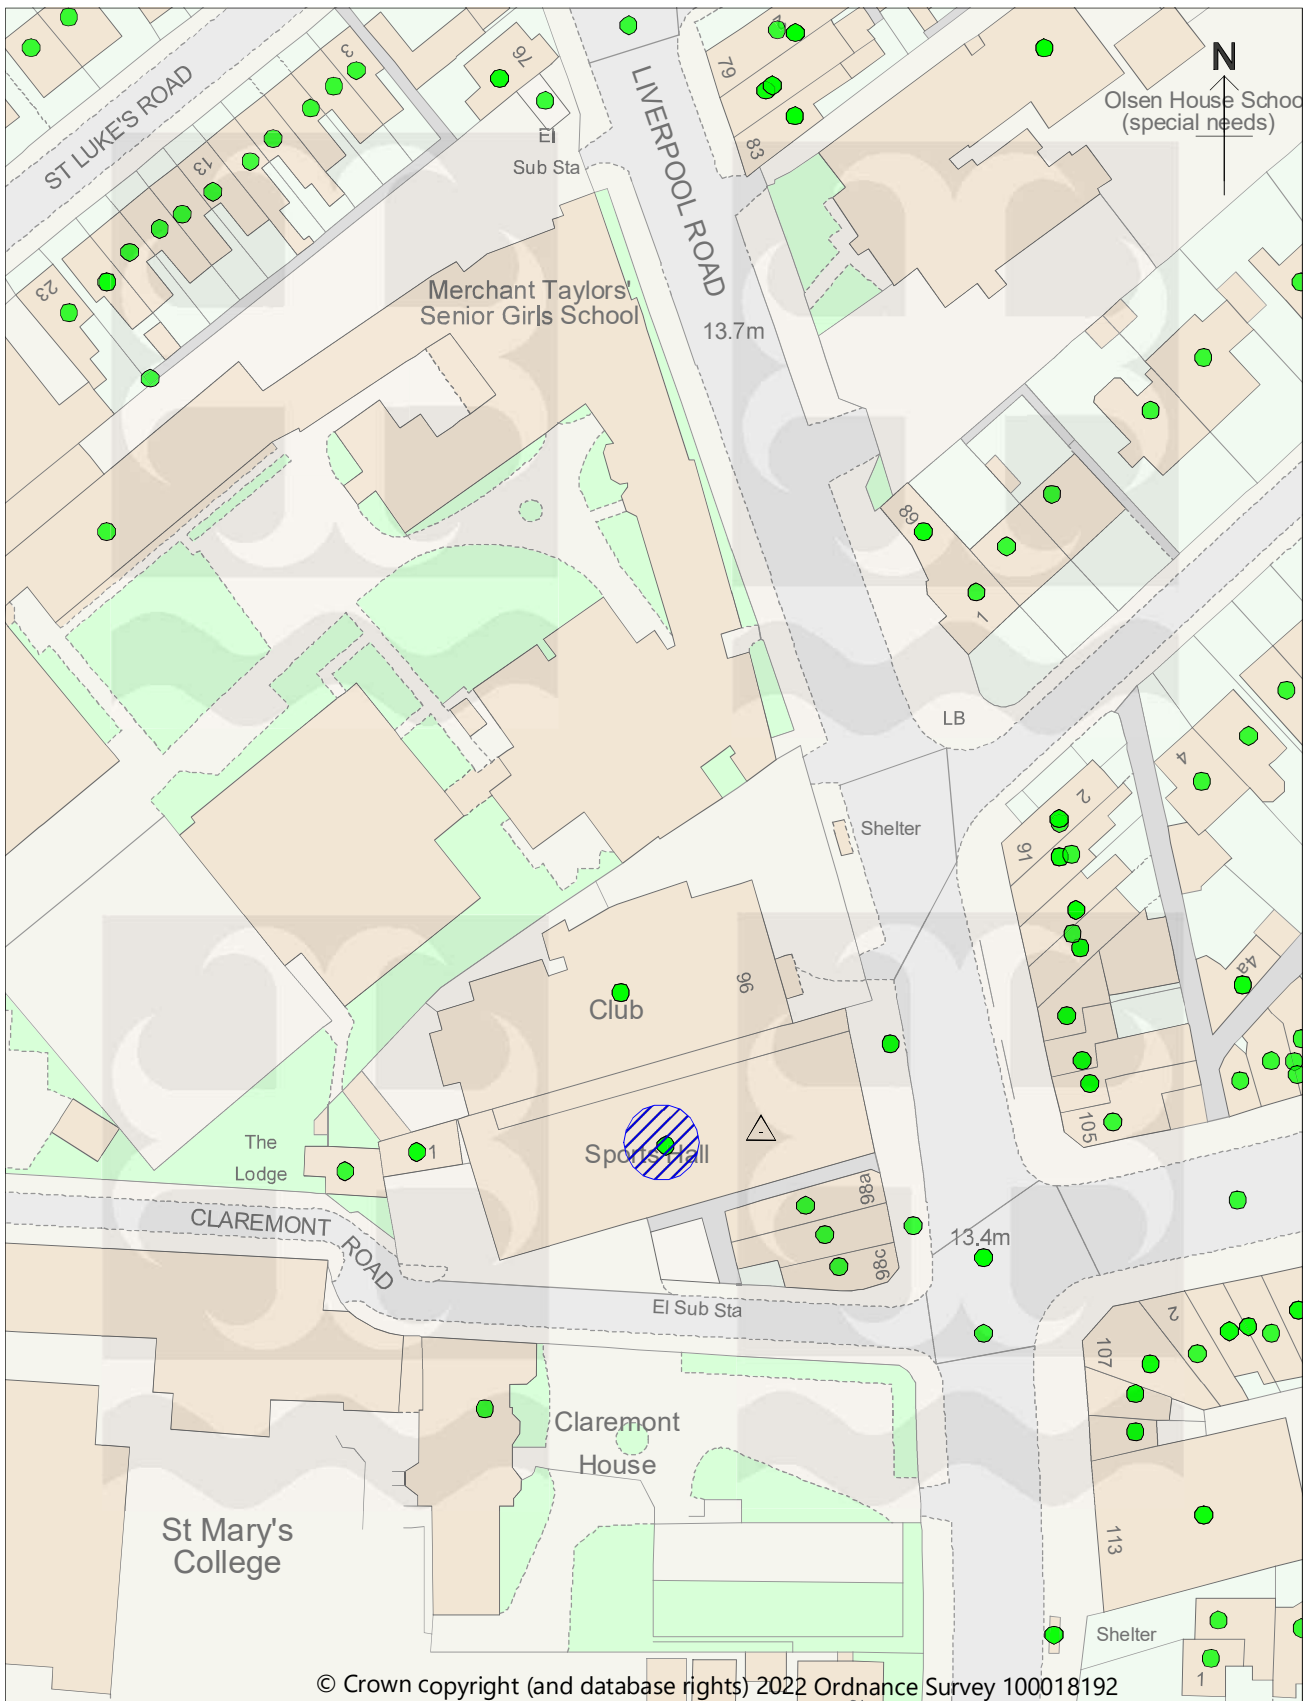 ST LUKE'S ROAD
3
13
23
76
El
Sub Sta
LIVERPOOL ROAD
79
83
N
Olsen House Schoo
(special needs)
Merchant Taylors'
Senior Girls School
13.7m
89
1
LB
Shelter
2
91
4
4a
96
Club
105
Sports Hall
The
Lodge
1
CLAREMONT
ROAD
98a
98c
13.4m
El Sub Sta
2
107
Claremont
House
St Mary's
College
113
Shelter
1
© Crown copyright (and database rights) 2022 Ordnance Survey 100018192